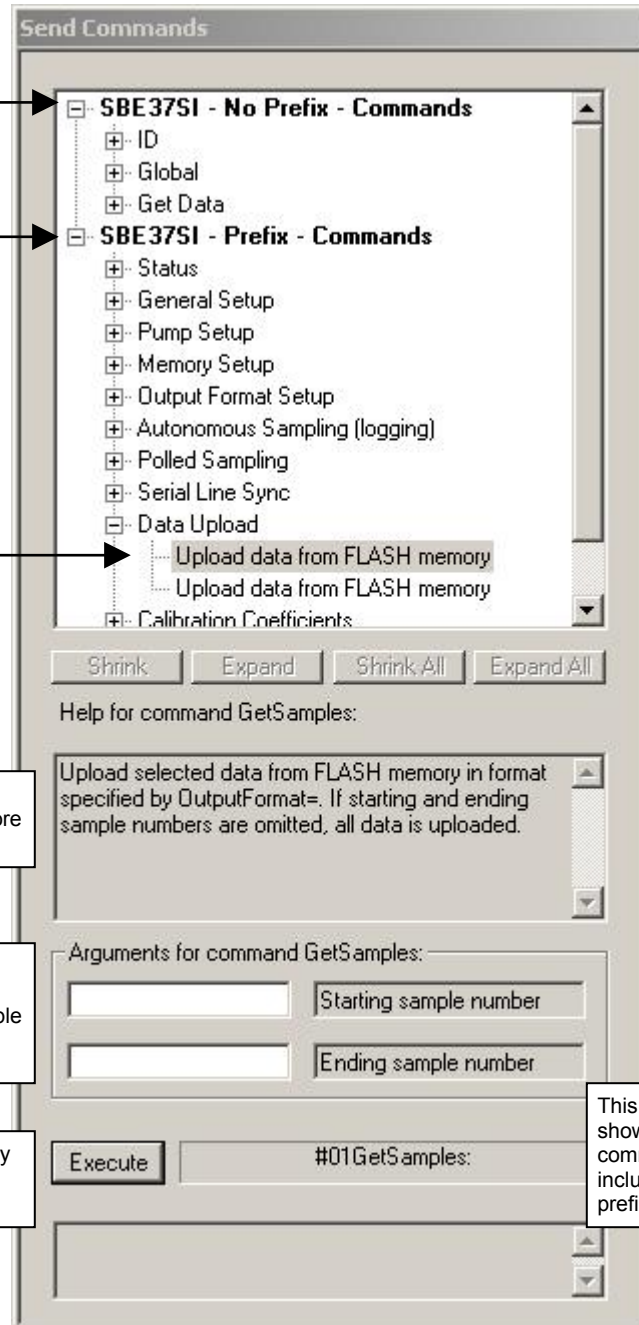 Send Commands
SBE37SI - No Prefix - Commands
ID
Global
Get Data
SBE37SI - Prefix - Commands
Status
General Setup
Pump Setup
Memory Setup
Output Format Setup
Autonomous Sampling (logging)
Polled Sampling
Serial Line Sync
Data Upload
Upload data from FLASH memory
Upload data from FLASH memory
Calibration Coefficients
Shrink Expand Shrink All Expand All
Help for command GetSamples:
Upload selected data from FLASH memory in format
specified by OutputFormat=. If starting and ending
sample numbers are omitted, all data is uploaded.
Arguments for command GetSamples:
Starting sample number
Ending sample number
This
Execute #01GetSamples: